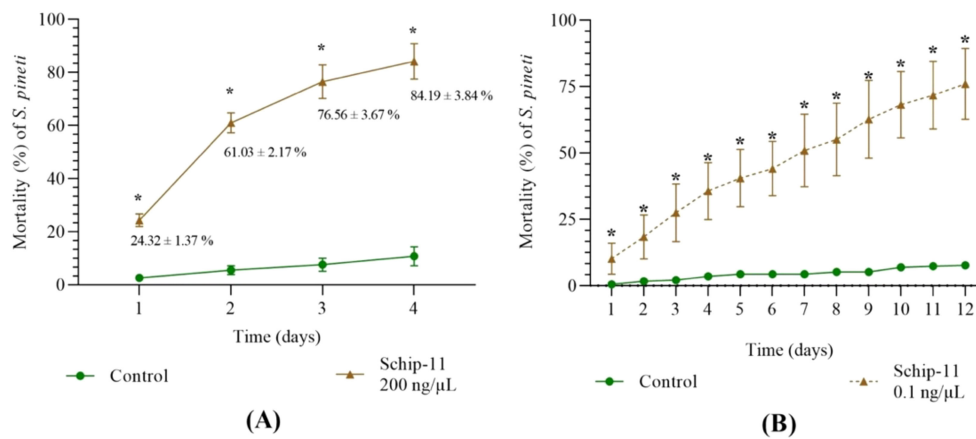 Mortality (%) of S. pineti
100
80
60
40
20
0
*
*
*
*
24.32 ± 1.37 %
61.03 ± 2.17 %
76.56 ± 3.67 %
84.19 ± 3.84 %
1 2 3 4
Time (days)
Control
Schip-11
200 ng/µL
(A)
Mortality (%) of S. pineti
100
75
50
25
0
*
*
*
*
*
*
*
*
*
*
*
*
1 2 3 4 5 6 7 8 9 10 11 12
Time (days)
Control
Schip-11
0.1 ng/µL
(B)